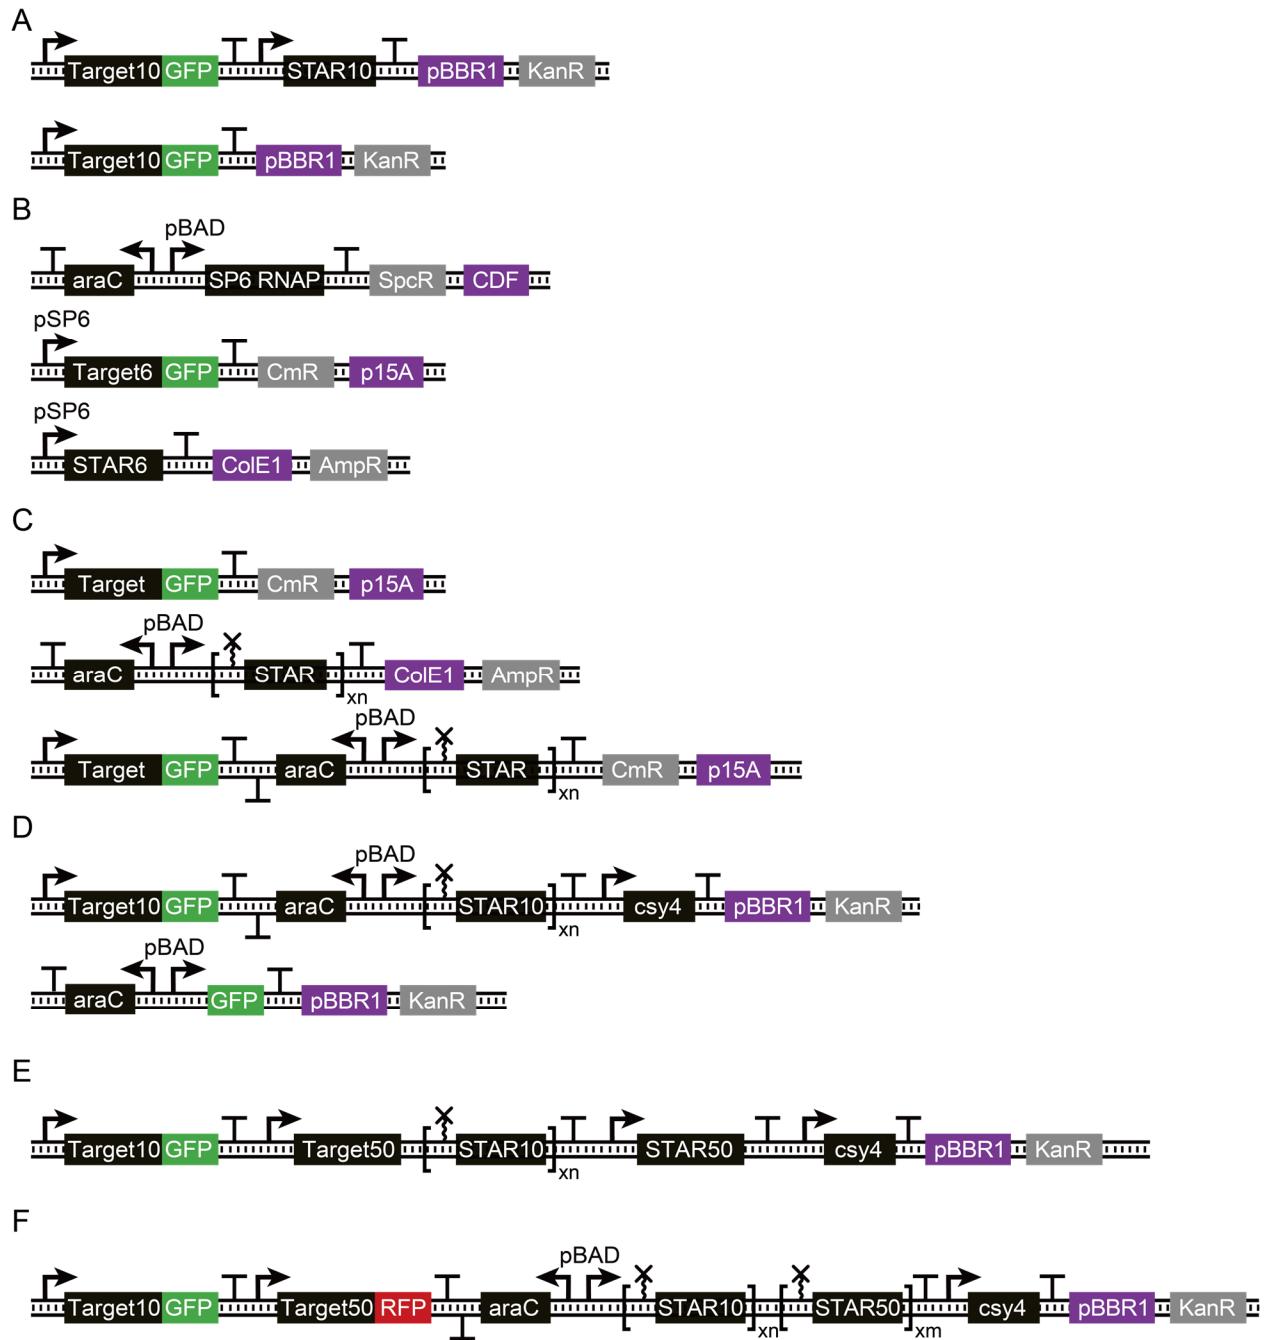 A
Target10 GFP STAR10 pBBR1 KanR
Target10 GFP pBBR1 KanR
B
pBAD
araC SP6 RNAP SpcR CDF
pSP6
Target6 GFP CmR p15A
pSP6
STAR6 ColE1 AmpR
C
Target GFP CmR p15A
pBAD
araC STAR ColE1 AmpR
xn
pBAD
Target GFP araC STAR CmR p15A
xn
D
pBAD
Target10 GFP araC STAR10 csy4 pBBR1 KanR
xn
pBAD
araC GFP pBBR1 KanR
E
Target10 GFP Target50 STAR10 STAR50 csy4 pBBR1 KanR
xn
F
pBAD
Target10 GFP Target50 RFP araC STAR10 STAR50 csy4 pBBR1 KanR
xn xm